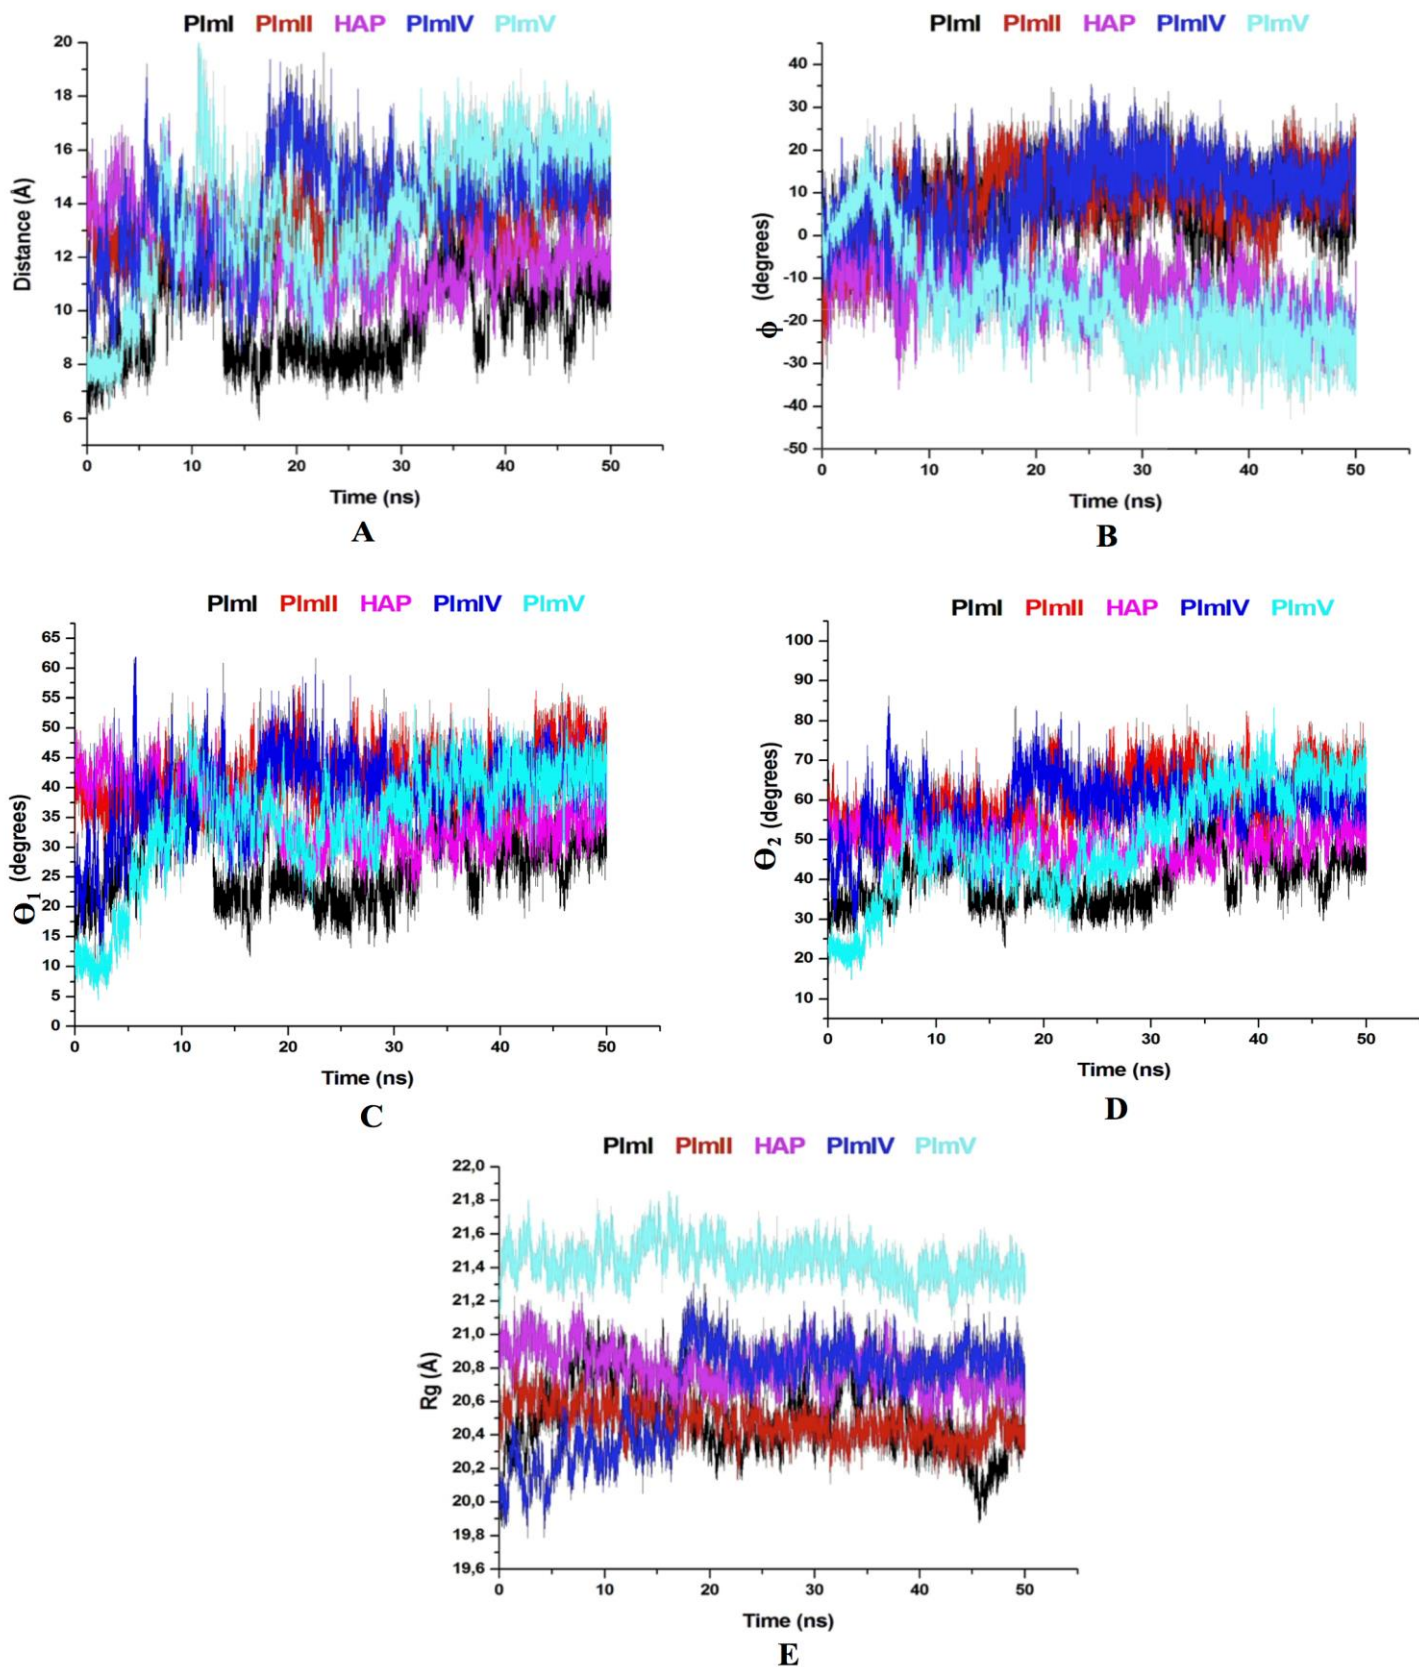 PlmI PlmII HAP PlmIV PlmV
20
18
16
14
12
10
8
6
Distance (Å)
0 10 20 30 40 50
Time (ns)
A
PlmI PlmII HAP PlmIV PlmV
40
30
20
10
0
-10
-20
-30
-40
-50
ϕ (degrees)
0 10 20 30 40 50
Time (ns)
B
PlmI PlmII HAP PlmIV PlmV
65
60
55
50
45
40
35
30
25
20
15
10
5
0
Θ1 (degrees)
0 10 20 30 40 50
Time (ns)
C
PlmI PlmII HAP PlmIV PlmV
100
90
80
70
60
50
40
30
20
10
Θ2 (degrees)
0 10 20 30 40 50
Time (ns)
D
PlmI PlmII HAP PlmIV PlmV
22,0
21,8
21,6
21,4
21,2
21,0
20,8
20,6
20,4
20,2
20,0
19,8
19,6
Rg (Å)
0 10 20 30 40 50
Time (ns)
E